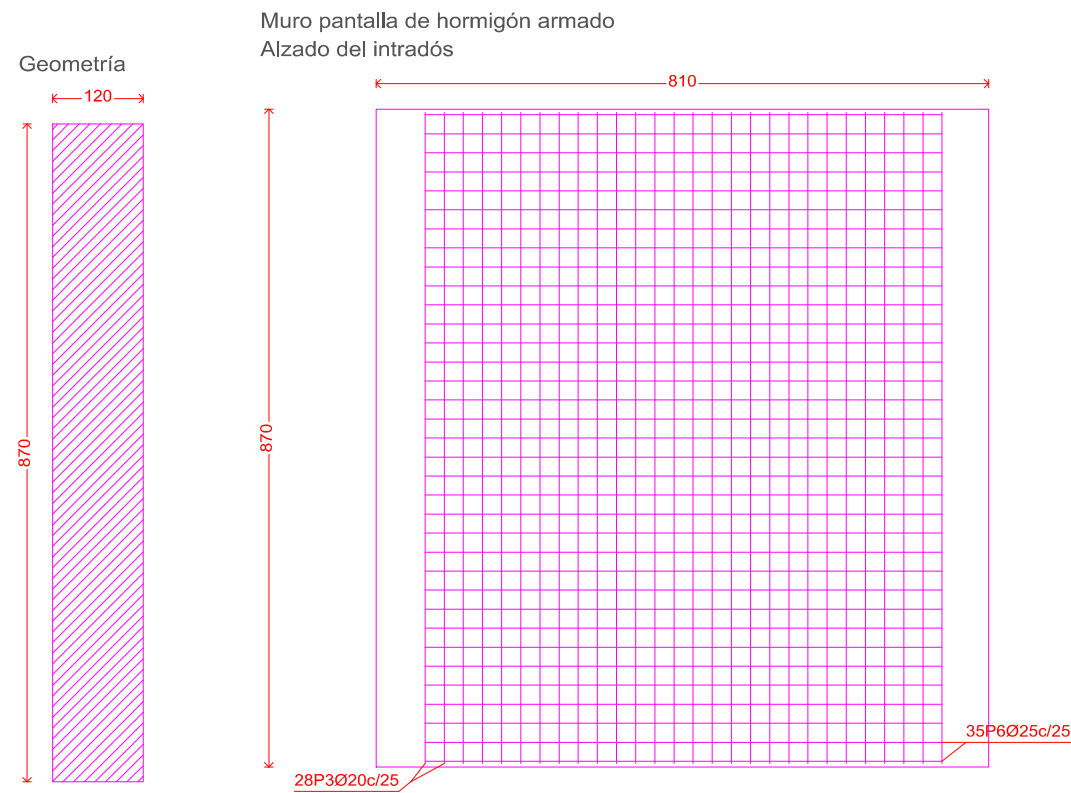 Muro pantalla de hormigón armado
Alzado del intradós
Geometría
120
810
870
870
35P6Ø25c/25
28P3Ø20c/25